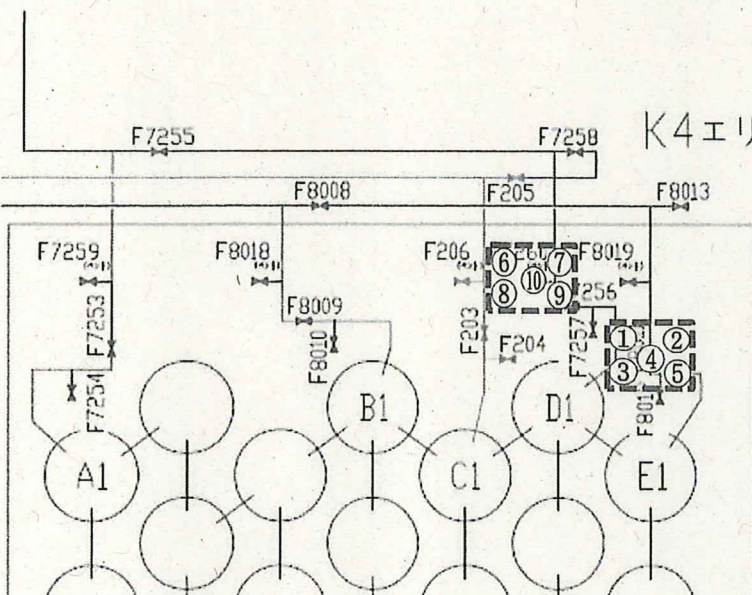 K4エリ
F7255
F7258
F8008
F205
F8013
F7259
F8018
F206
⑥
⑦
⑧
⑨
⑩
F8019
F7253
F8009
F8010
F203
F204
F7257
256
①
②
③
④
⑤
F7254
F801
A1
B1
C1
D1
E1